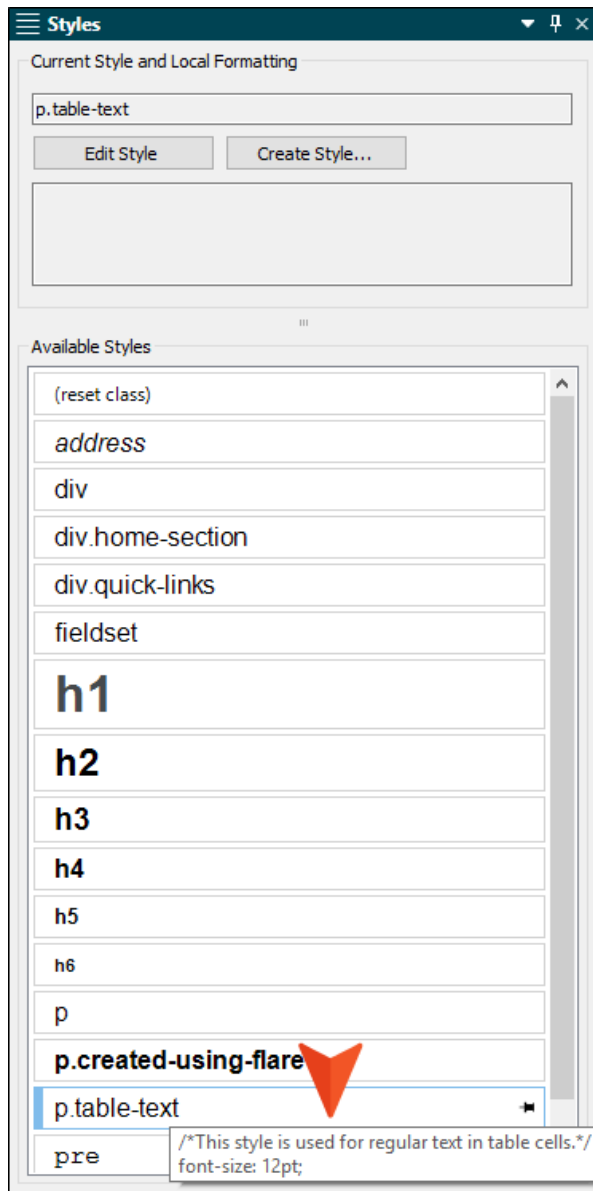 Styles
Current Style and Local Formatting
p.table-text
Edit Style
Create Style...
Available Styles
(reset class)
address
div
div.home-section
div.quick-links
fieldset
h1
h2
h3
h4
h5
h6
p
p.created-using-flare
p.table-text
/*This style is used for regular text in table cells.*/
font-size: 12pt;
pre